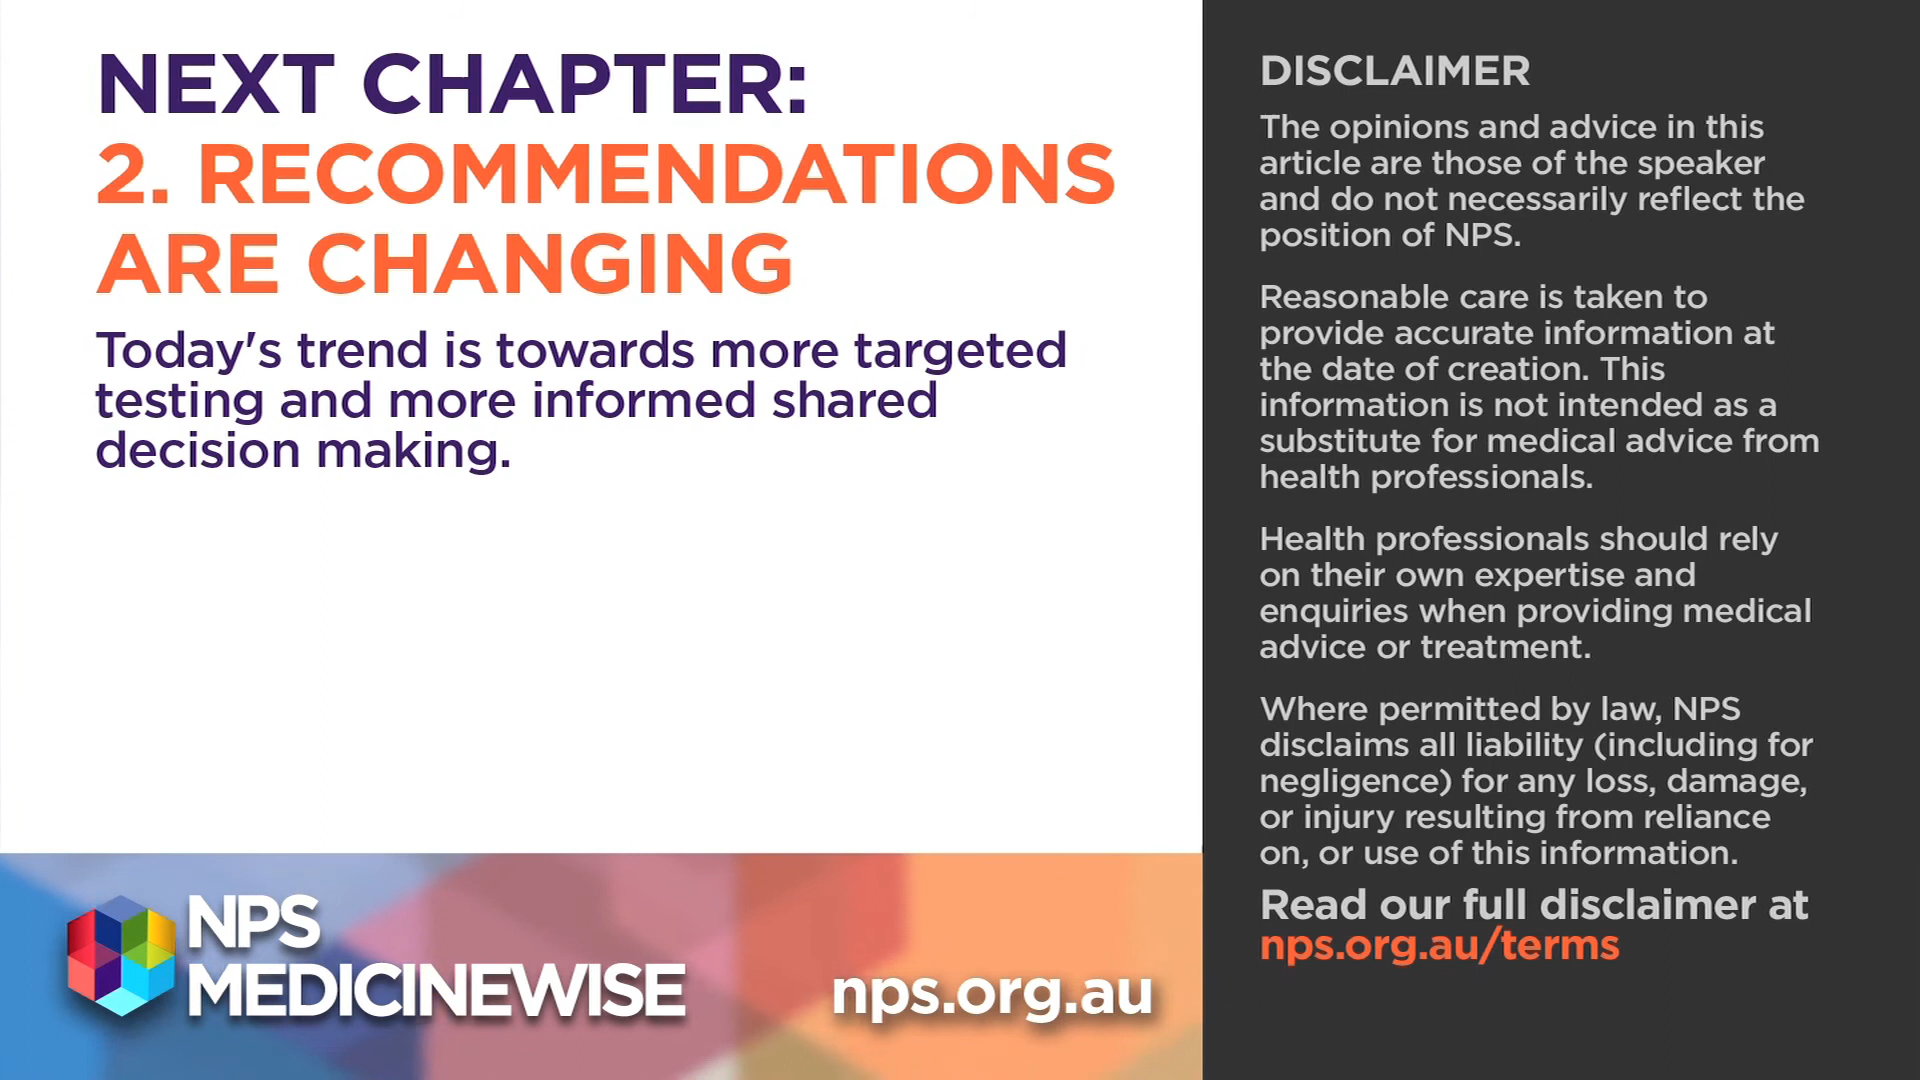 NEXT CHAPTER:
2. RECOMMENDATIONS
ARE CHANGING
Today's trend is towards more targeted
testing and more informed shared
decision making.
NPS
MEDICINEWISE
nps.org.au
DISCLAIMER
The opinions and advice in this
article are those of the speaker
and do not necessarily reflect the
position of NPS.
Reasonable care is taken to
provide accurate information at
the date of creation. This
information is not intended as a
substitute for medical advice from
health professionals.
Health professionals should rely
on their own expertise and
enquiries when providing medical
advice or treatment.
Where permitted by law, NPS
disclaims all liability (including for
negligence) for any loss, damage,
or injury resulting from reliance
on, or use of this information.
Read our full disclaimer at
nps.org.au/terms